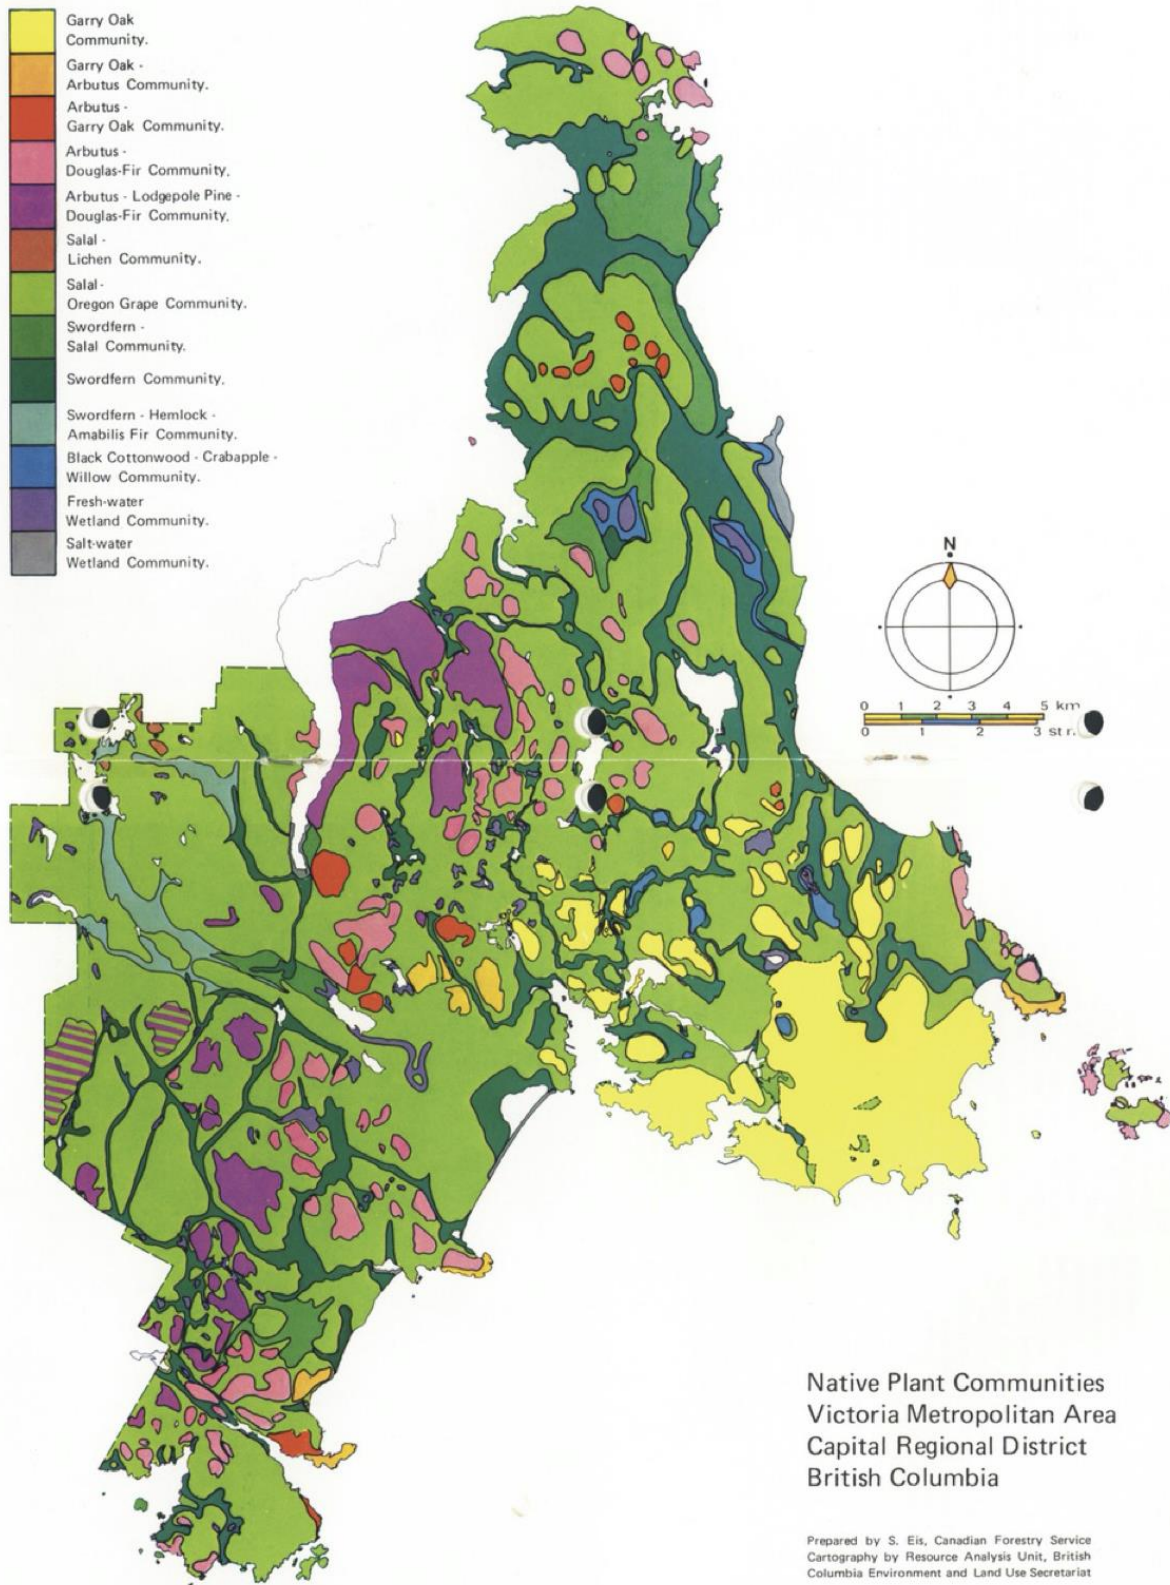 Garry Oak
Community.
Garry Oak -
Arbutus Community.
Arbutus -
Garry Oak Community.
Arbutus -
Douglas-Fir Community.
Arbutus - Lodgepole Pine -
Douglas-Fir Community.
Salal -
Lichen Community.
Salal -
Oregon Grape Community.
Swordfern -
Salal Community.
Swordfern Community.
Swordfern - Hemlock -
Amabilis Fir Community.
Black Cottonwood - Crabapple -
Willow Community.
Fresh-water
Wetland Community.
Salt-water
Wetland Community.
N
0 1 2 3 4 5 km
0 1 2 3
Native Plant Communities
Victoria Metropolitan Area
Capital Regional District
British Columbia
Prepared by S. Eis, Canadian Forestry Service
Cartography by Resource Analysis Unit, British
Columbia Environment and Land Use Secretariat